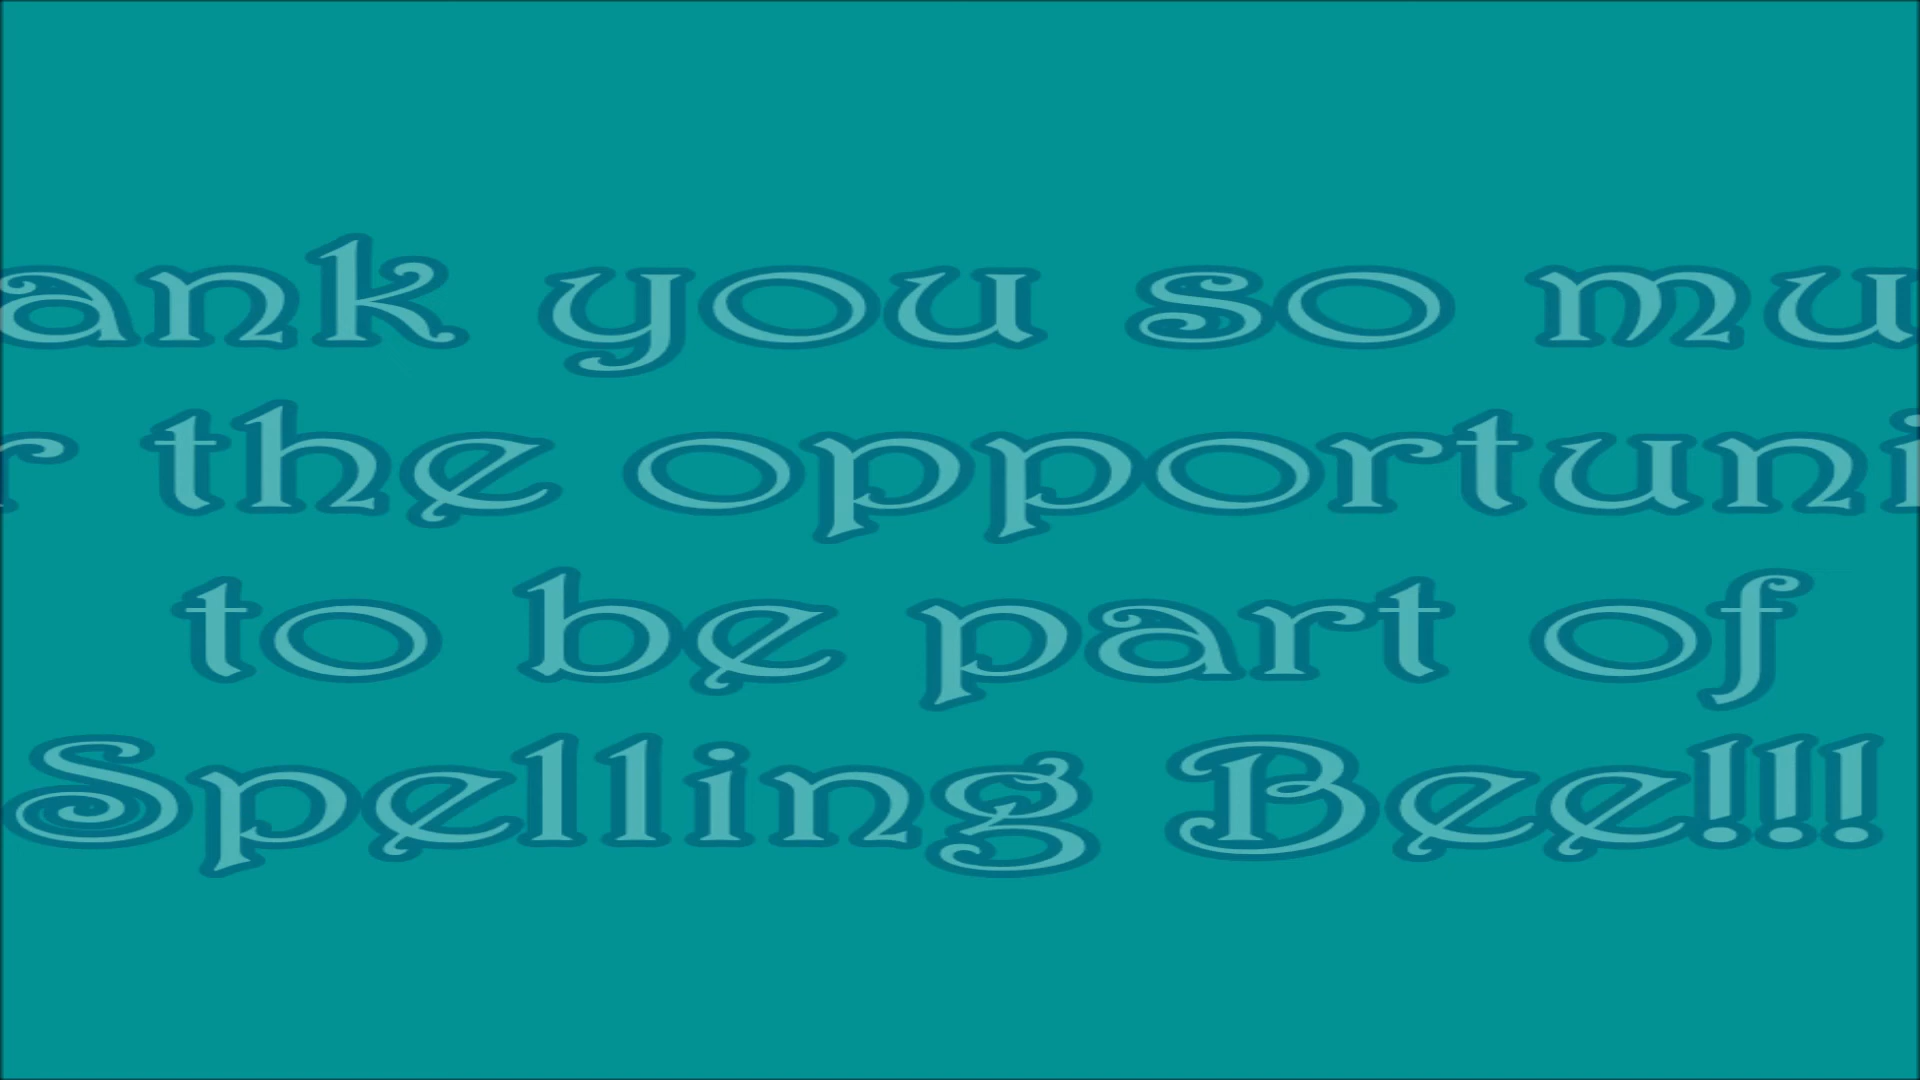 ank you so mu
r the opportuni
to be part of
Spelling Bee!!!